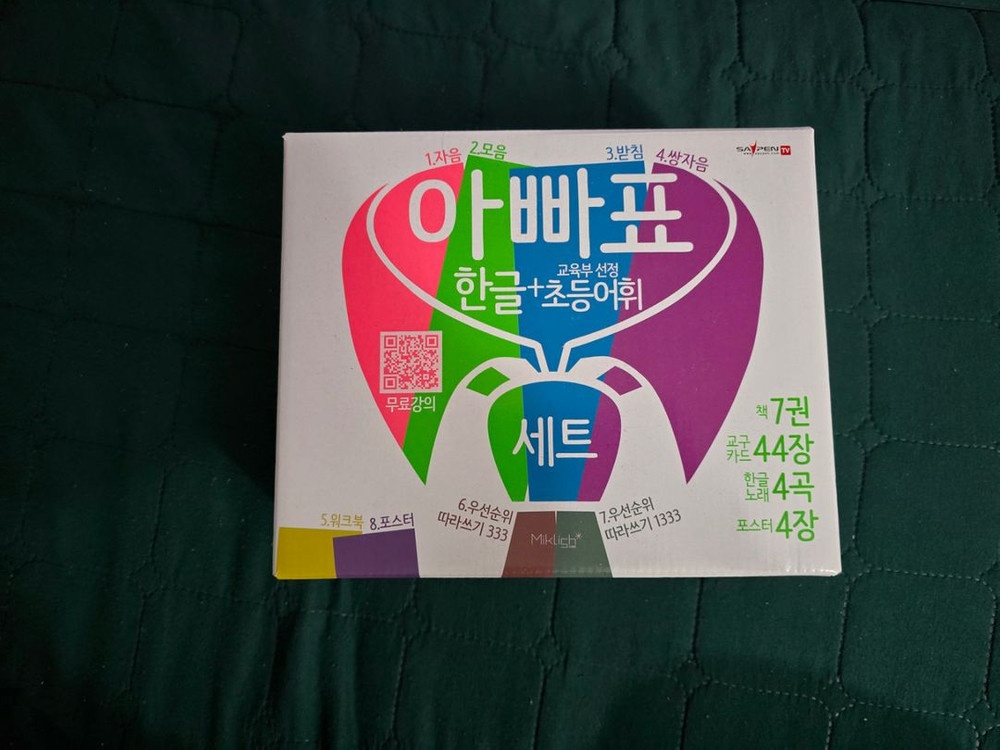 SAYPEN TV
1.자음
2.모음
3.받침
4.쌍자음
아빠표
교육부 선정
한글+초등어휘
무료강의
세트
책 7권
교구카드 44장
한글노래 4곡
포스터 4장
5.워크북
8.포스터
6.우선순위
따라쓰기 333
7.우선순위
따라쓰기 1333
Miklish*